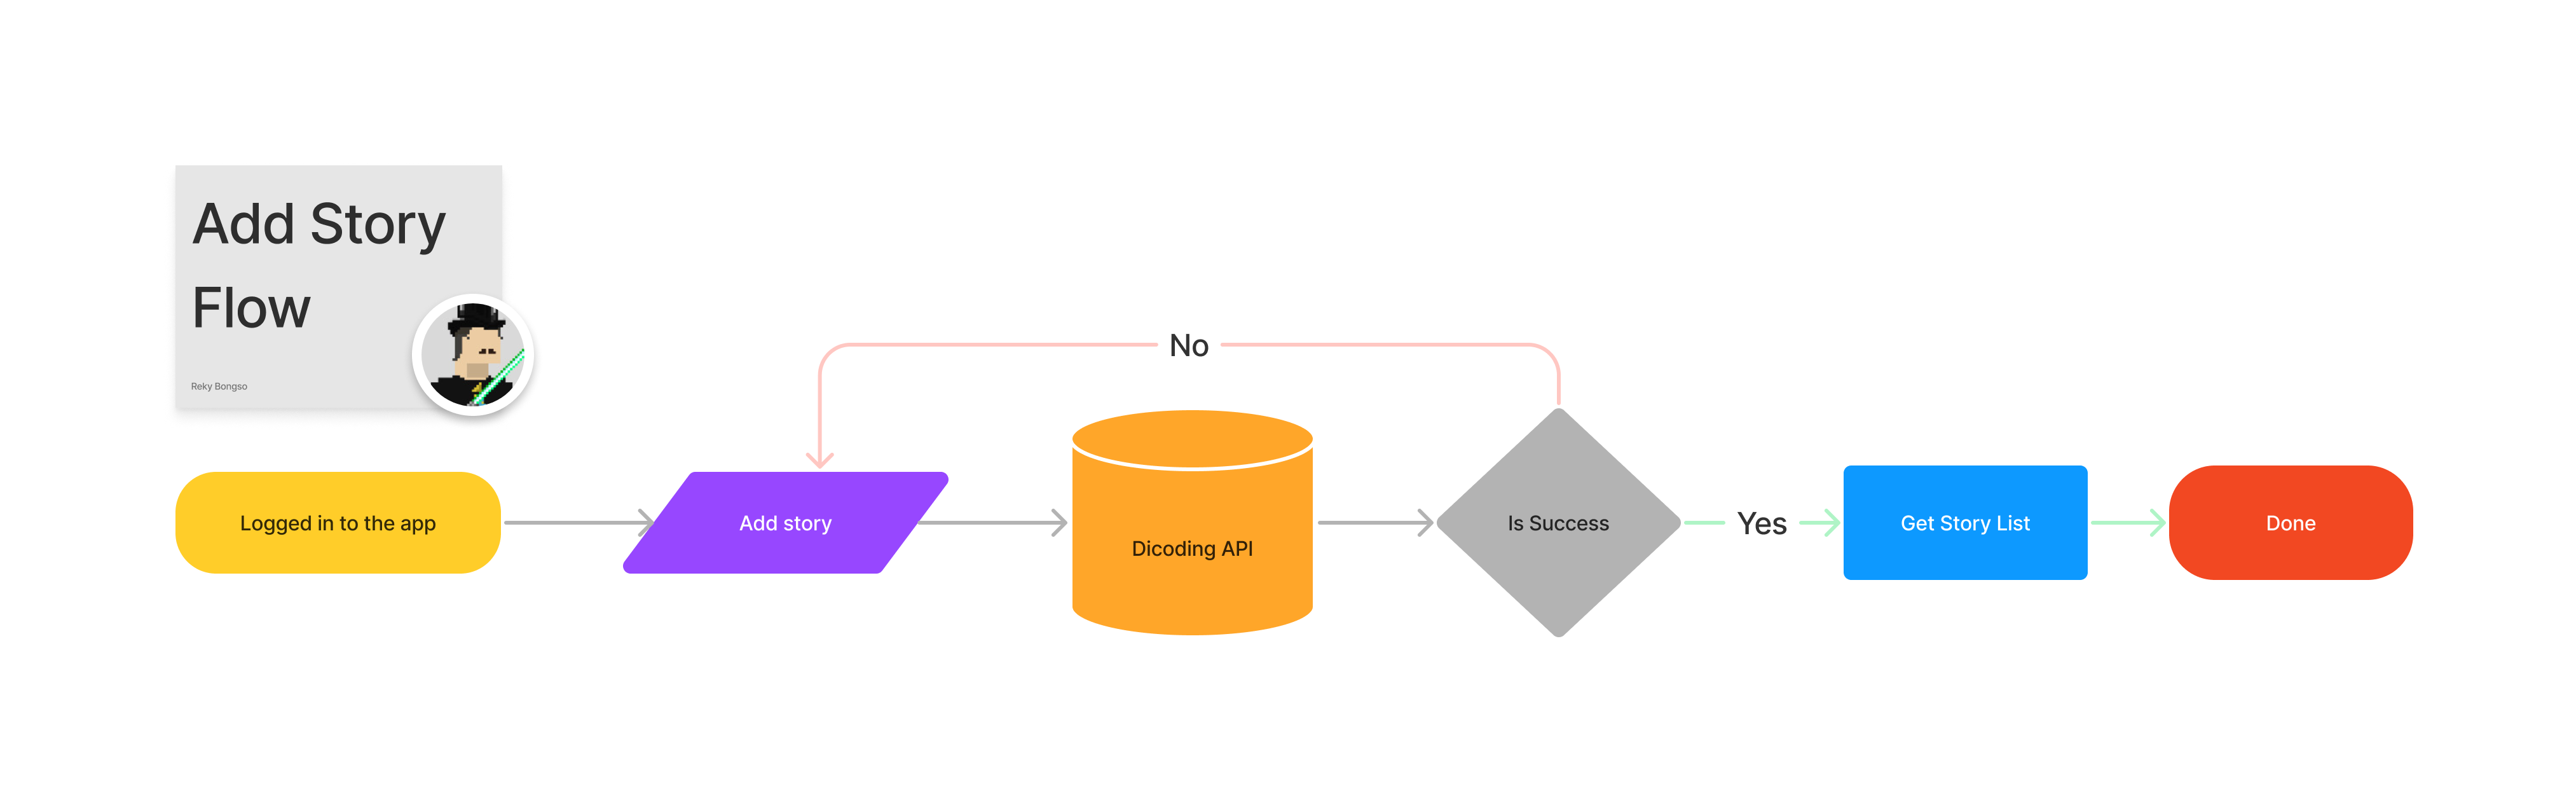 Add Story
Flow
Reky Bongso
No
Logged in to the app
Add story
Dicoding API
Is Success
Yes
Get Story List
Done